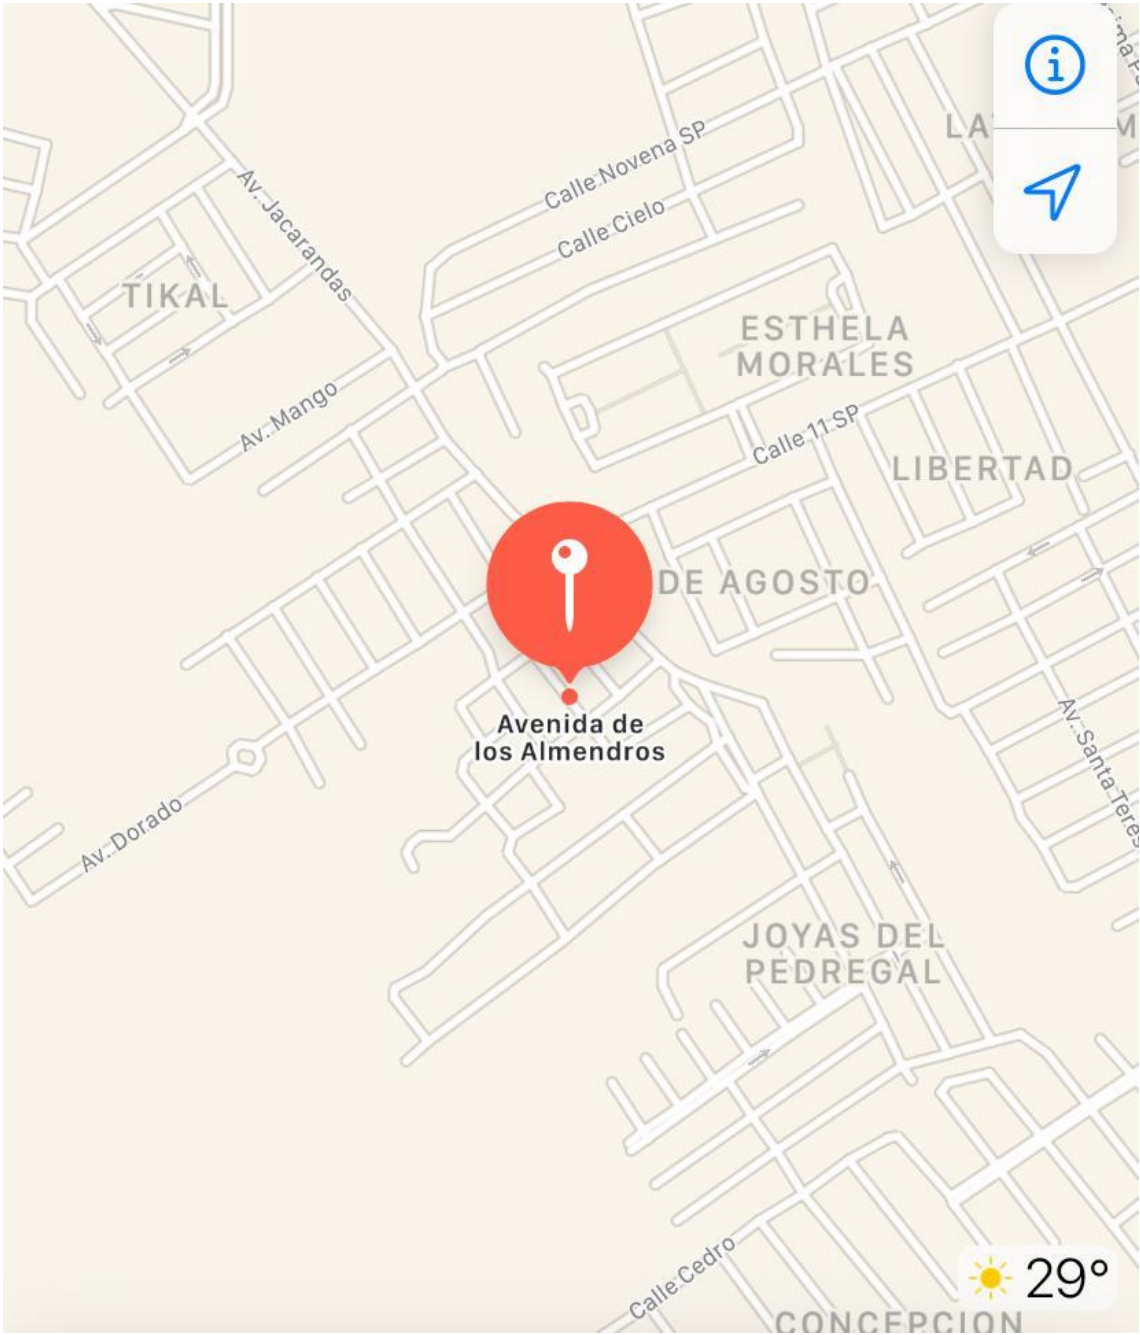 LA
M
Calle Novena SP
Calle Cielo
Av. Jacarandas
TIKAL
ESTHELA
MORALES
Av. Mango
Calle 11 SP
LIBERTAD
DE AGOSTO
Avenida de
los Almendros
Av. Santa Teres
Av. Dorado
JOYAS DEL
PEDREGAL
Calle Cedro
29°
CONCEPCION